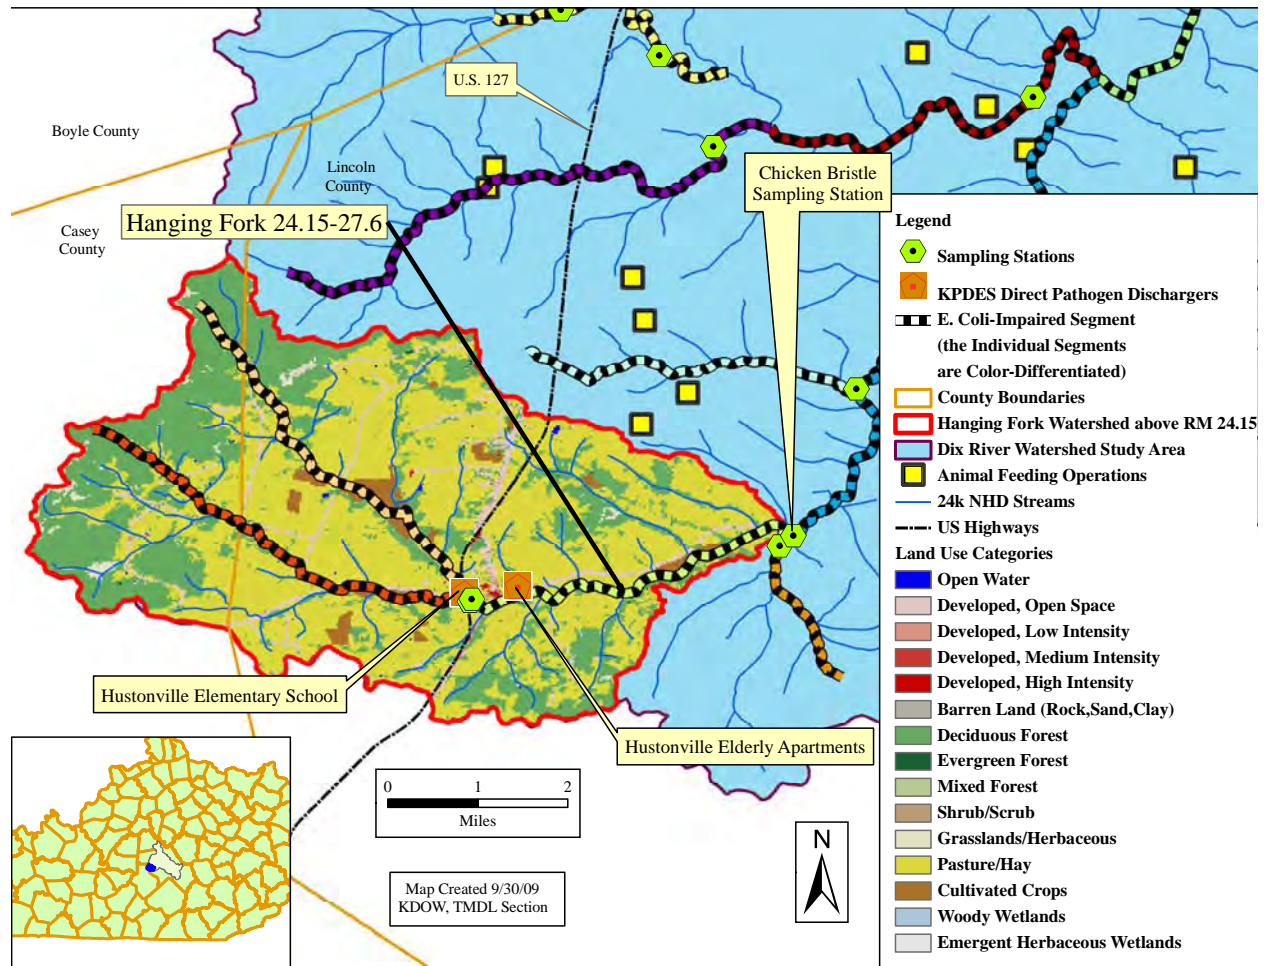 U.S. 127
Boyle County
Lincoln
County
Chicken Bristle
Sampling Station
Hanging Fork 24.15-27.6
Casey
County
Hustonville Elementary School
Hustonville Elderly Apartments
0 1 2
Miles
Map Created 9/30/09
KDOW, TMDL Section
N
Legend
Sampling Stations
KPDES Direct Pathogen Dischargers
E. Coli-Impaired Segment
(the Individual Segments
are Color-Differentiated)
County Boundaries
Hanging Fork Watershed above RM 24.15
Dix River Watershed Study Area
Animal Feeding Operations
24k NHD Streams
US Highways
Land Use Categories
Open Water
Developed, Open Space
Developed, Low Intensity
Developed, Medium Intensity
Developed, High Intensity
Barren Land (Rock,Sand,Clay)
Deciduous Forest
Evergreen Forest
Mixed Forest
Shrub/Scrub
Grasslands/Herbaceous
Pasture/Hay
Cultivated Crops
Woody Wetlands
Emergent Herbaceous Wetlands